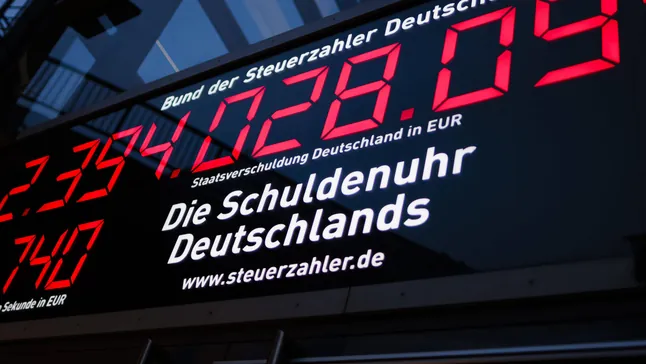 Bund der Steuerzahler Deutschl
2.394.028.09
Staatsverschuldung Deutschland in EUR
740
Sekunde in EUR
Die Schuldenuhr
Deutschlands
www.steuerzahler.de